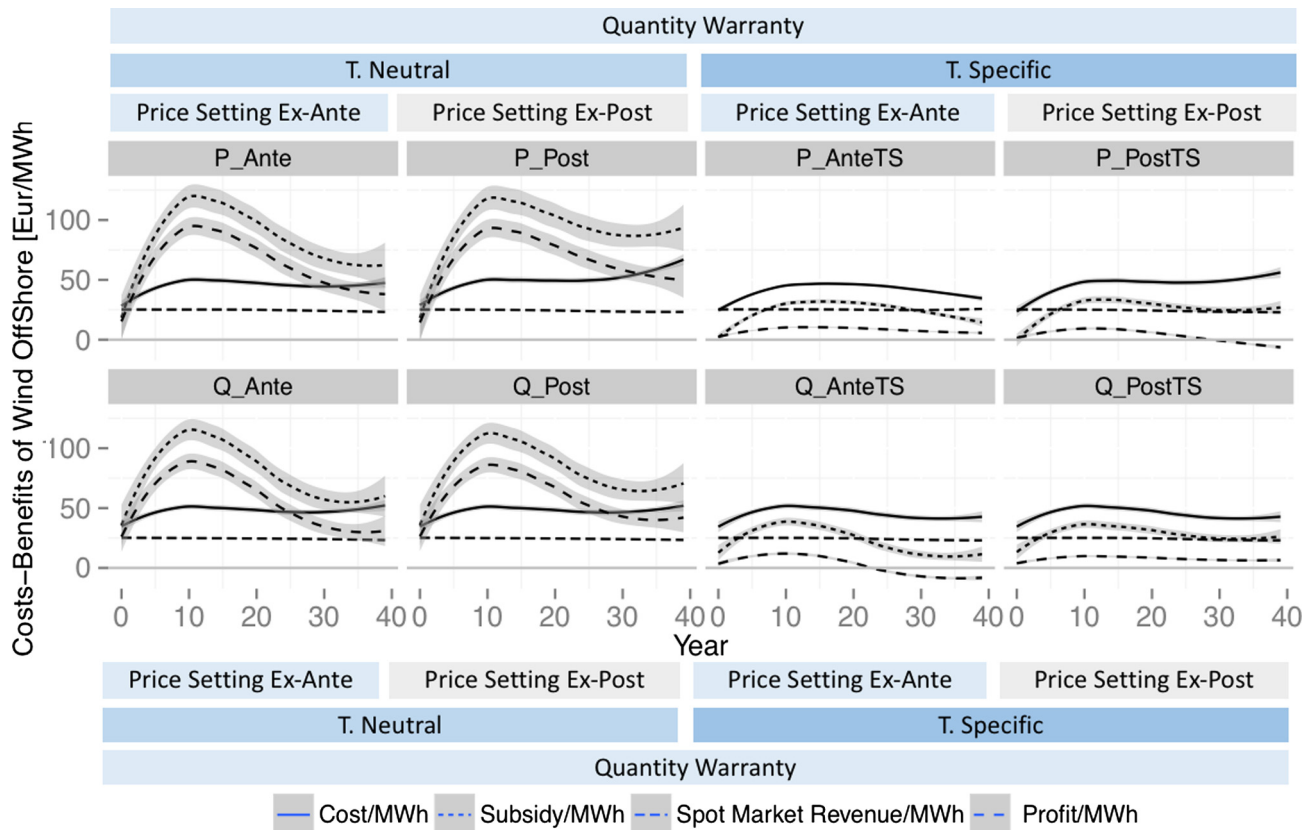 Quantity Warranty
T. Neutral T. Specific
Price Setting Ex-Ante Price Setting Ex-Post Price Setting Ex-Ante Price Setting Ex-Post
P_Ante P_Post P_AnteTS P_PostTS
100
50
0
Q_Ante Q_Post Q_AnteTS Q_PostTS
100
50
0
Costs–Benefits of Wind OffShore [Eur/MWh
0 10 20 30 40 0 10 20 30 40 0 10 20 30 40 0 10 20 30 40
Year
Price Setting Ex-Ante Price Setting Ex-Post Price Setting Ex-Ante Price Setting Ex-Post
T. Neutral T. Specific
Quantity Warranty
Cost/MWh Subsidy/MWh Spot Market Revenue/MWh Profit/MWh